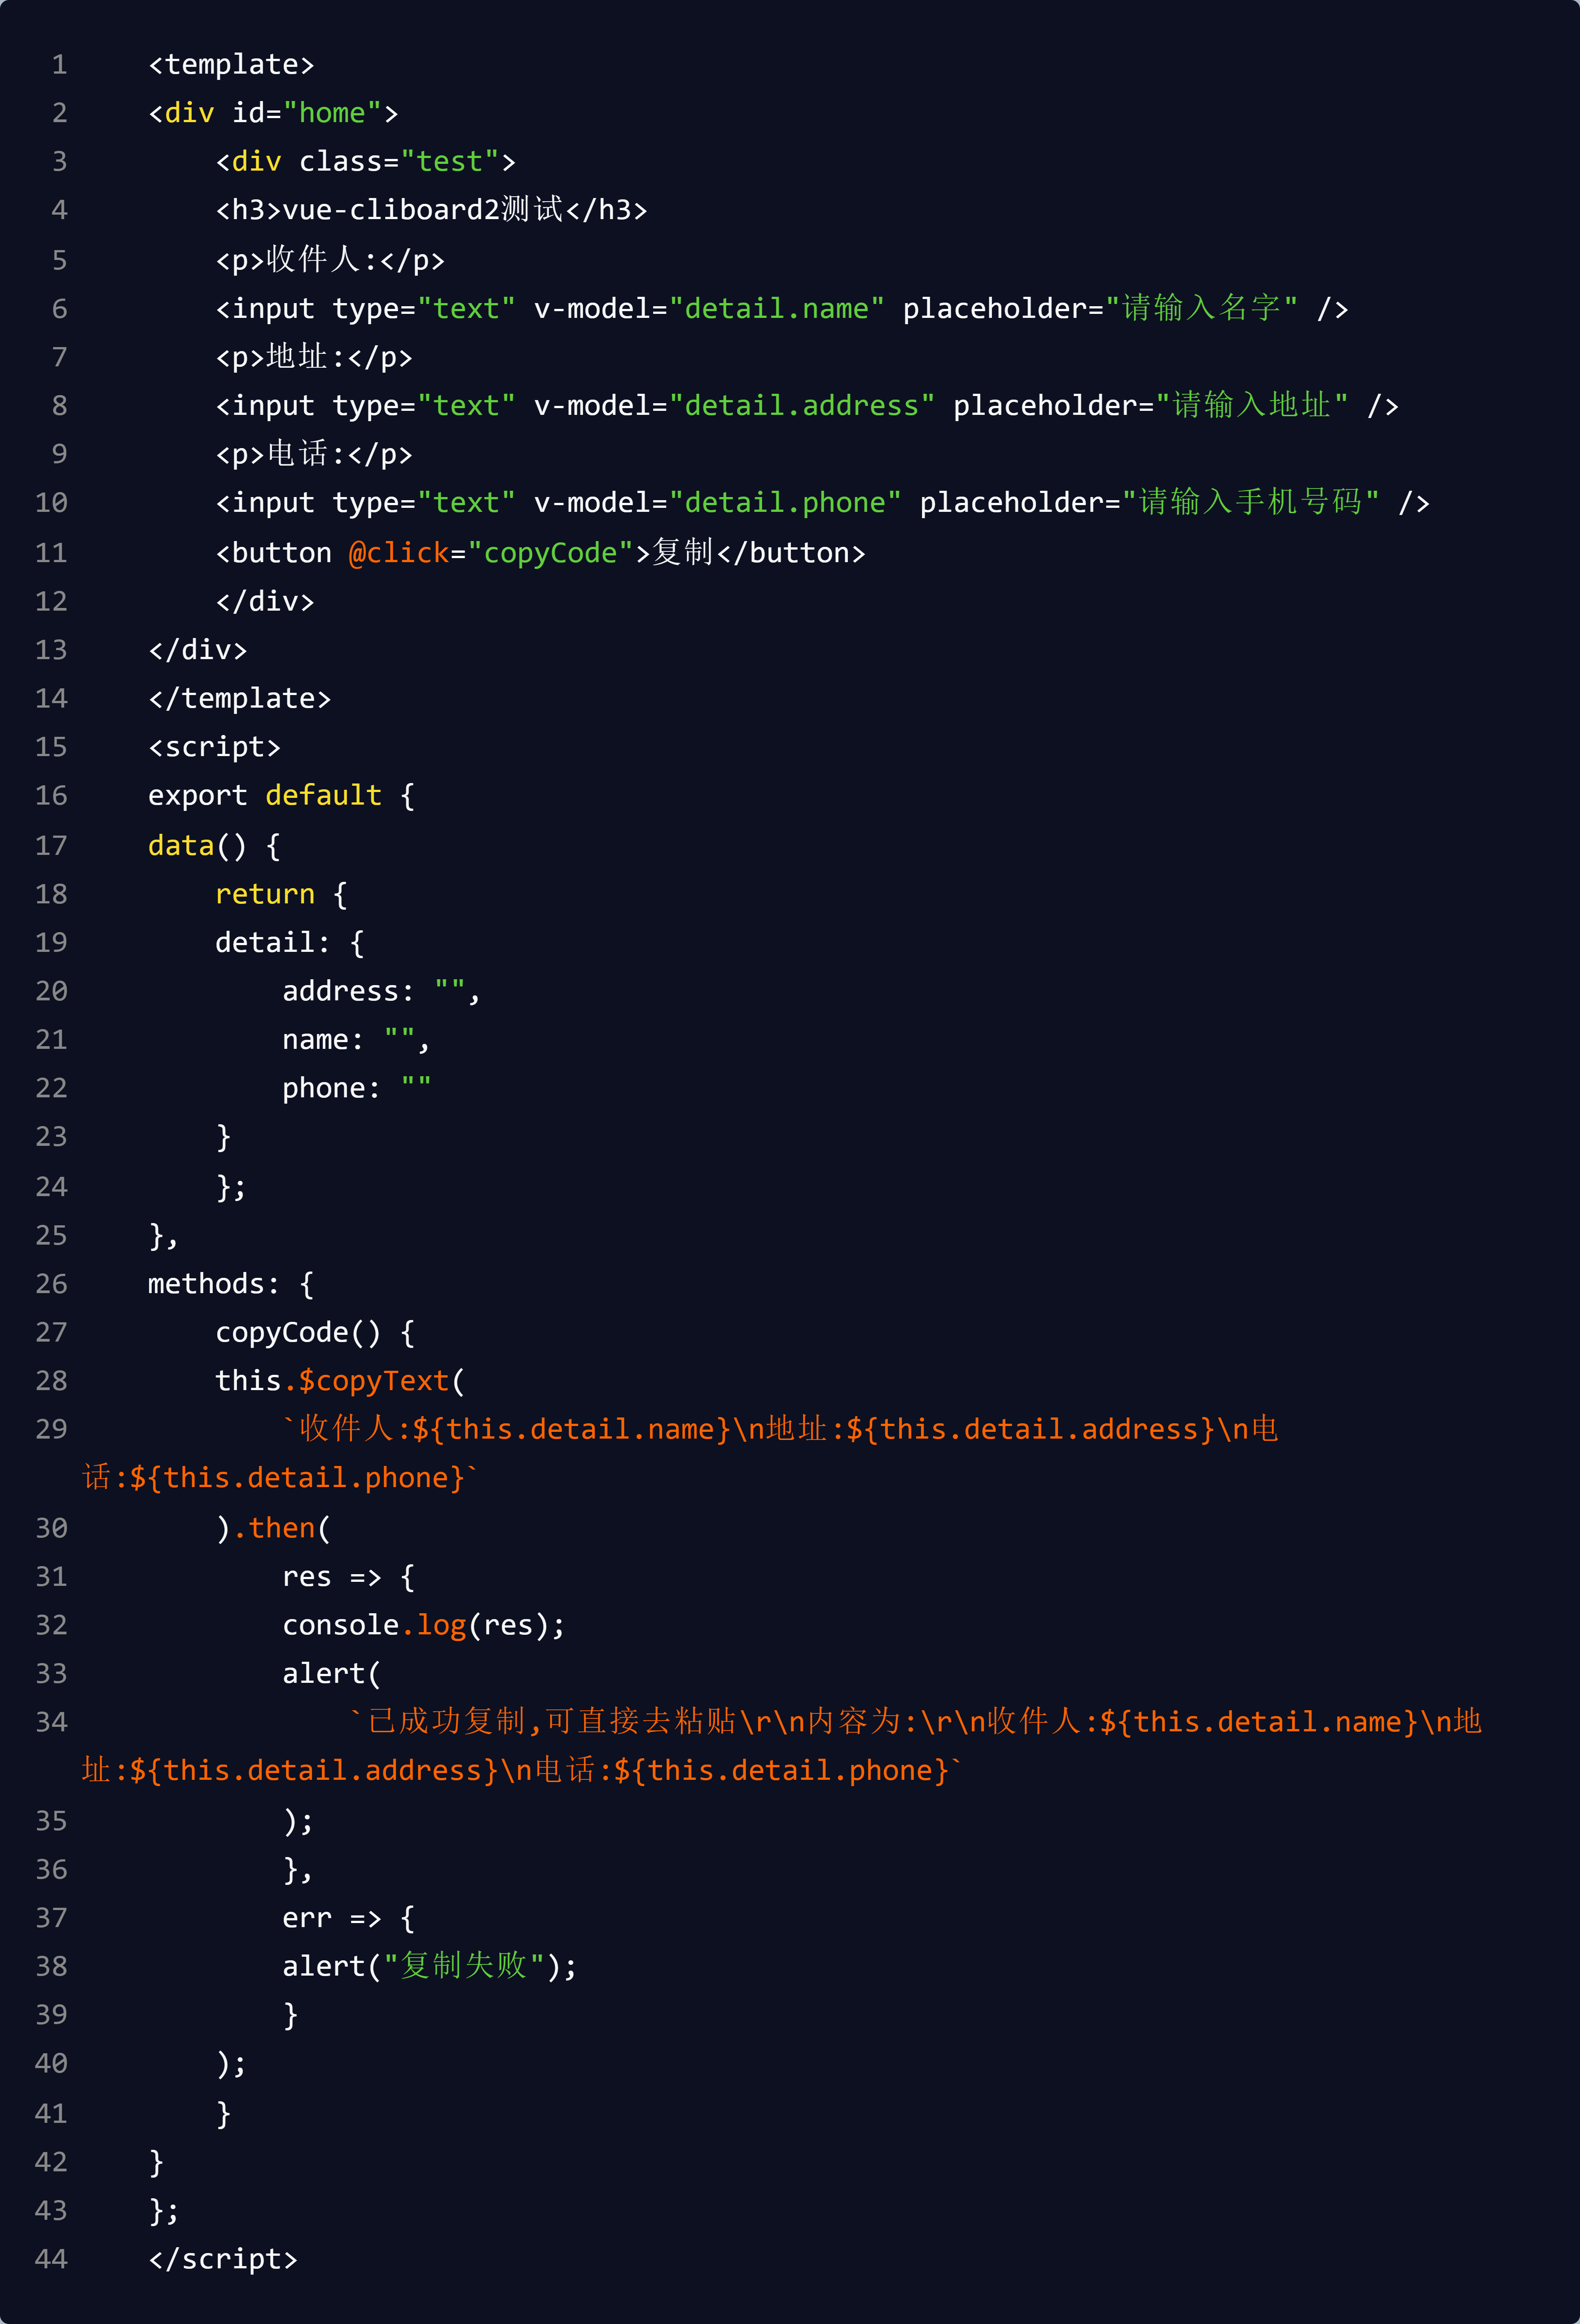 1 <template>
2 <div id="home">
3 <div class="test">
4 <h3>vue-cliboard2测试</h3>
5 <p>收件人:</p>
6 <input type="text" v-model="detail.name" placeholder="请输入名字" />
7 <p>地址:</p>
8 <input type="text" v-model="detail.address" placeholder="请输入地址" />
9 <p>电话:</p>
10 <input type="text" v-model="detail.phone" placeholder="请输入手机号码" />
11 <button @click="copyCode">复制</button>
12 </div>
13 </div>
14 </template>
15 <script>
16 export default {
17 data() {
18 return {
19 detail: {
20 address: "",
21 name: "",
22 phone: ""
23 }
24 };
25 },
26 methods: {
27 copyCode() {
28 this.$copyText(
29 `收件人:${this.detail.name}\n地址:${this.detail.address}\n电
话:${this.detail.phone}`
30 ).then(
31 res => {
32 console.log(res);
33 alert(
34 `已成功复制,可直接去粘贴\r\n内容为:\r\n收件人:${this.detail.name}\n地
址:${this.detail.address}\n电话:${this.detail.phone}`
35 );
36 },
37 err => {
38 alert("复制失败");
39 }
40 );
41 }
42 }
43 };
44 </script>